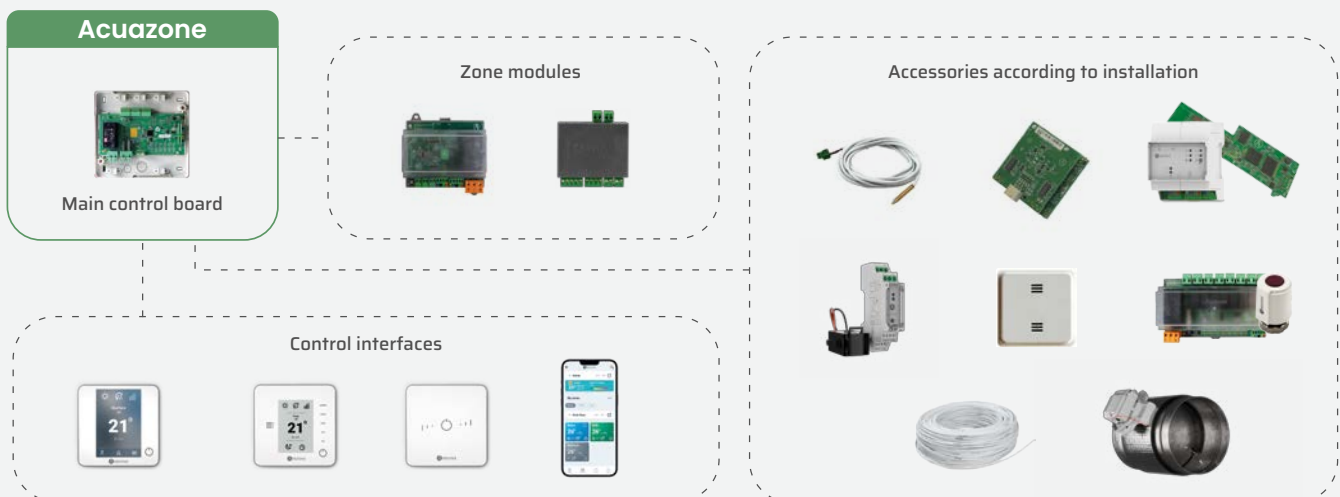 Acuazone
Main control board
Zone modules
Accessories according to installation
Control interfaces
21°
21°